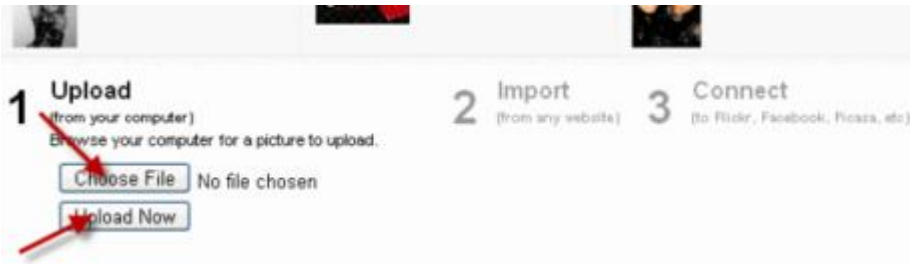 1 Upload
(from your computer)
Browse your computer for a picture to upload.
Choose File No file chosen
Upload Now
2 Import
(from any website)
3 Connect
(to Flickr, Facebook, Picasa, etc)